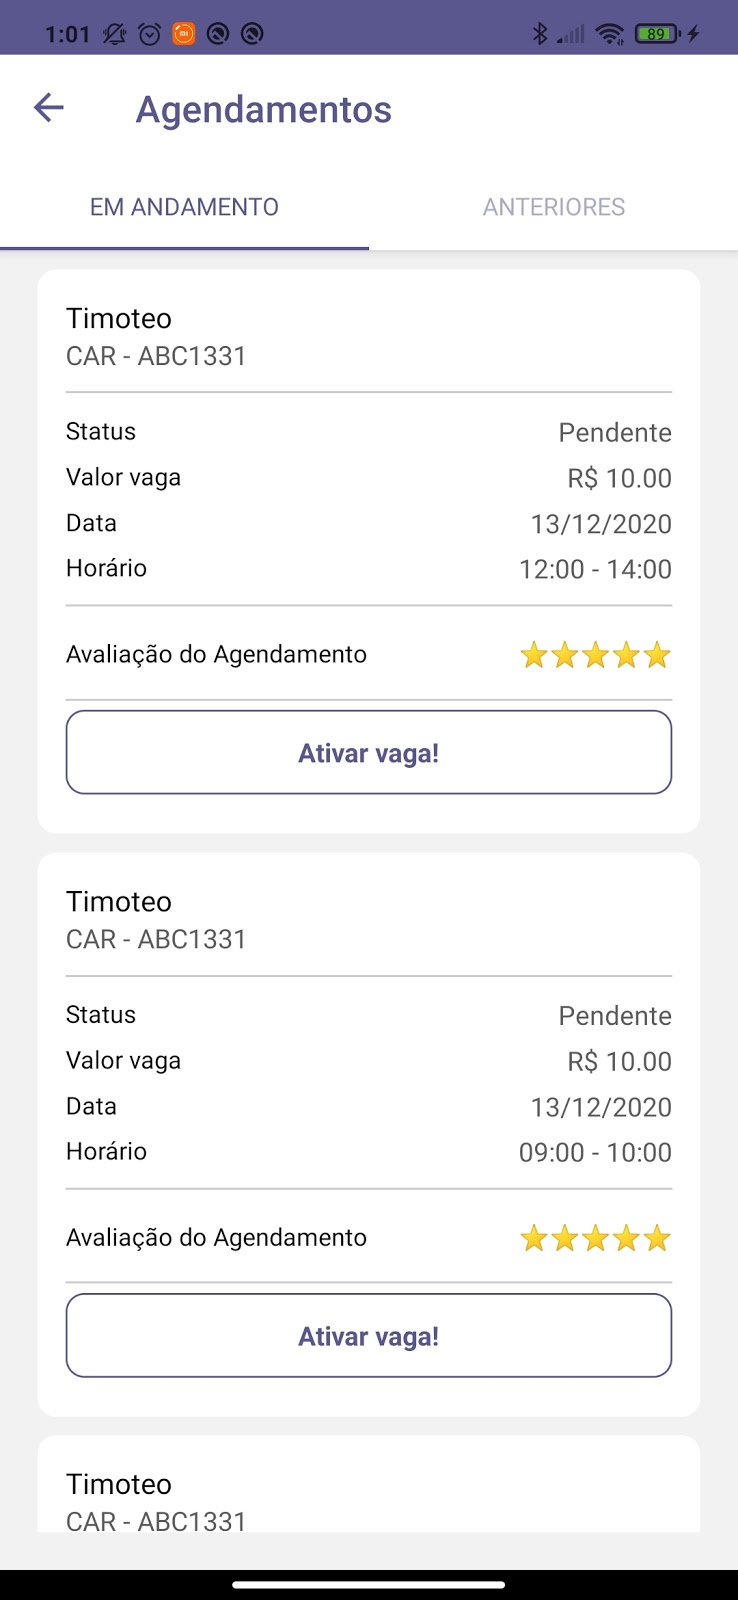 1:01
89
Agendamentos
EM ANDAMENTO ANTERIORES
Timoteo
CAR - ABC1331
Status Pendente
Valor vaga R$ 10.00
Data 13/12/2020
Horário 12:00 - 14:00
Avaliação do Agendamento
Ativar vaga!
Timoteo
CAR - ABC1331
Status Pendente
Valor vaga R$ 10.00
Data 13/12/2020
Horário 09:00 - 10:00
Avaliação do Agendamento
Ativar vaga!
Timoteo
CAR - ABC1331